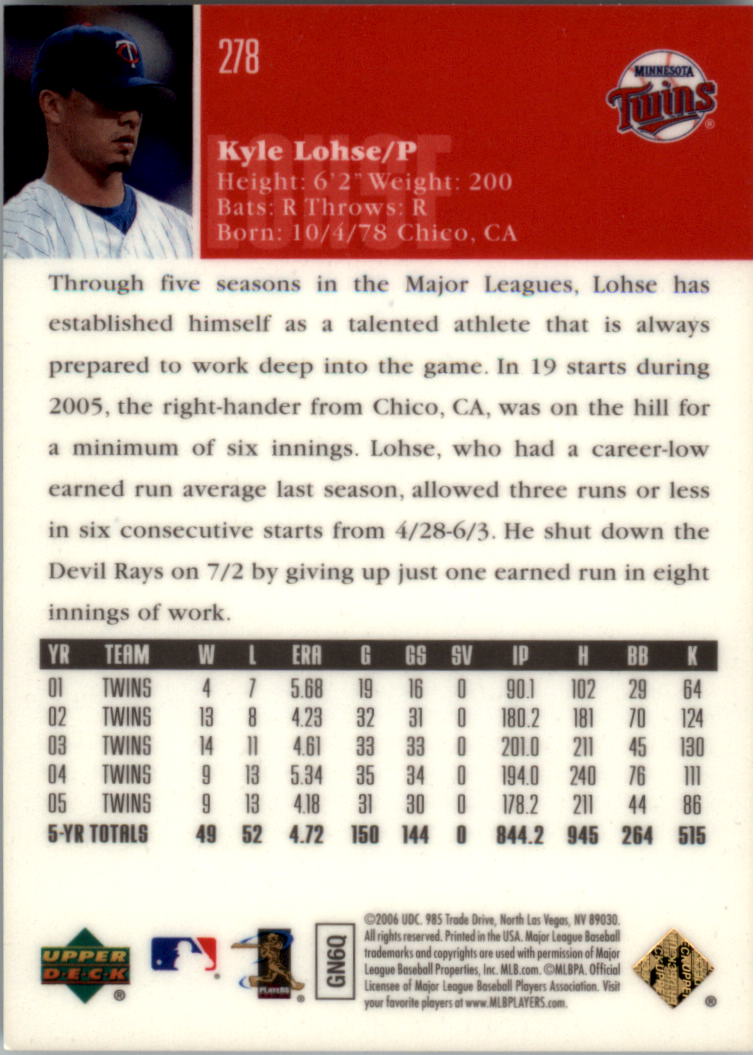 278
MINNESOTA
Twins®
Kyle Lohse/P
Height: 6'2" Weight: 200
Bats: R Throws: R
Born: 10/4/78 Chico, CA
LOHSE
Through five seasons in the Major Leagues, Lohse has
established himself as a talented athlete that is always
prepared to work deep into the game. In 19 starts during
2005, the right-hander from Chico, CA, was on the hill for
a minimum of six innings. Lohse, who had a career-low
earned run average last season, allowed three runs or less
in six consecutive starts from 4/28-6/3. He shut down the
Devil Rays on 7/2 by giving up just one earned run in eight
innings of work.
YR TEAM W L ERA G GS SV IP H BB K
01 TWINS 4 7 5.68 19 16 0 90.1 102 29 64
02 TWINS 13 8 4.23 32 31 0 180.2 181 70 124
03 TWINS 14 11 4.61 33 33 0 201.0 211 45 130
04 TWINS 9 13 5.34 35 34 0 194.0 240 76 111
05 TWINS 9 13 4.18 31 30 0 178.2 211 44 86
5-YR TOTALS 49 52 4.72 150 144 0 844.2 945 264 515
UPPER
DECK®
PLAYERS
GN6Q
©2006 UDC. 985 Trade Drive, North Las Vegas, NV 89030.
All rights reserved. Printed in the USA. Major League Baseball
trademarks and copyrights are used with permission of Major
League Baseball Properties, Inc. MLB.com. ©MLBPA. Official
Licensee of Major League Baseball Players Association. Visit
your favorite players at www.MLBPLAYERS.com.